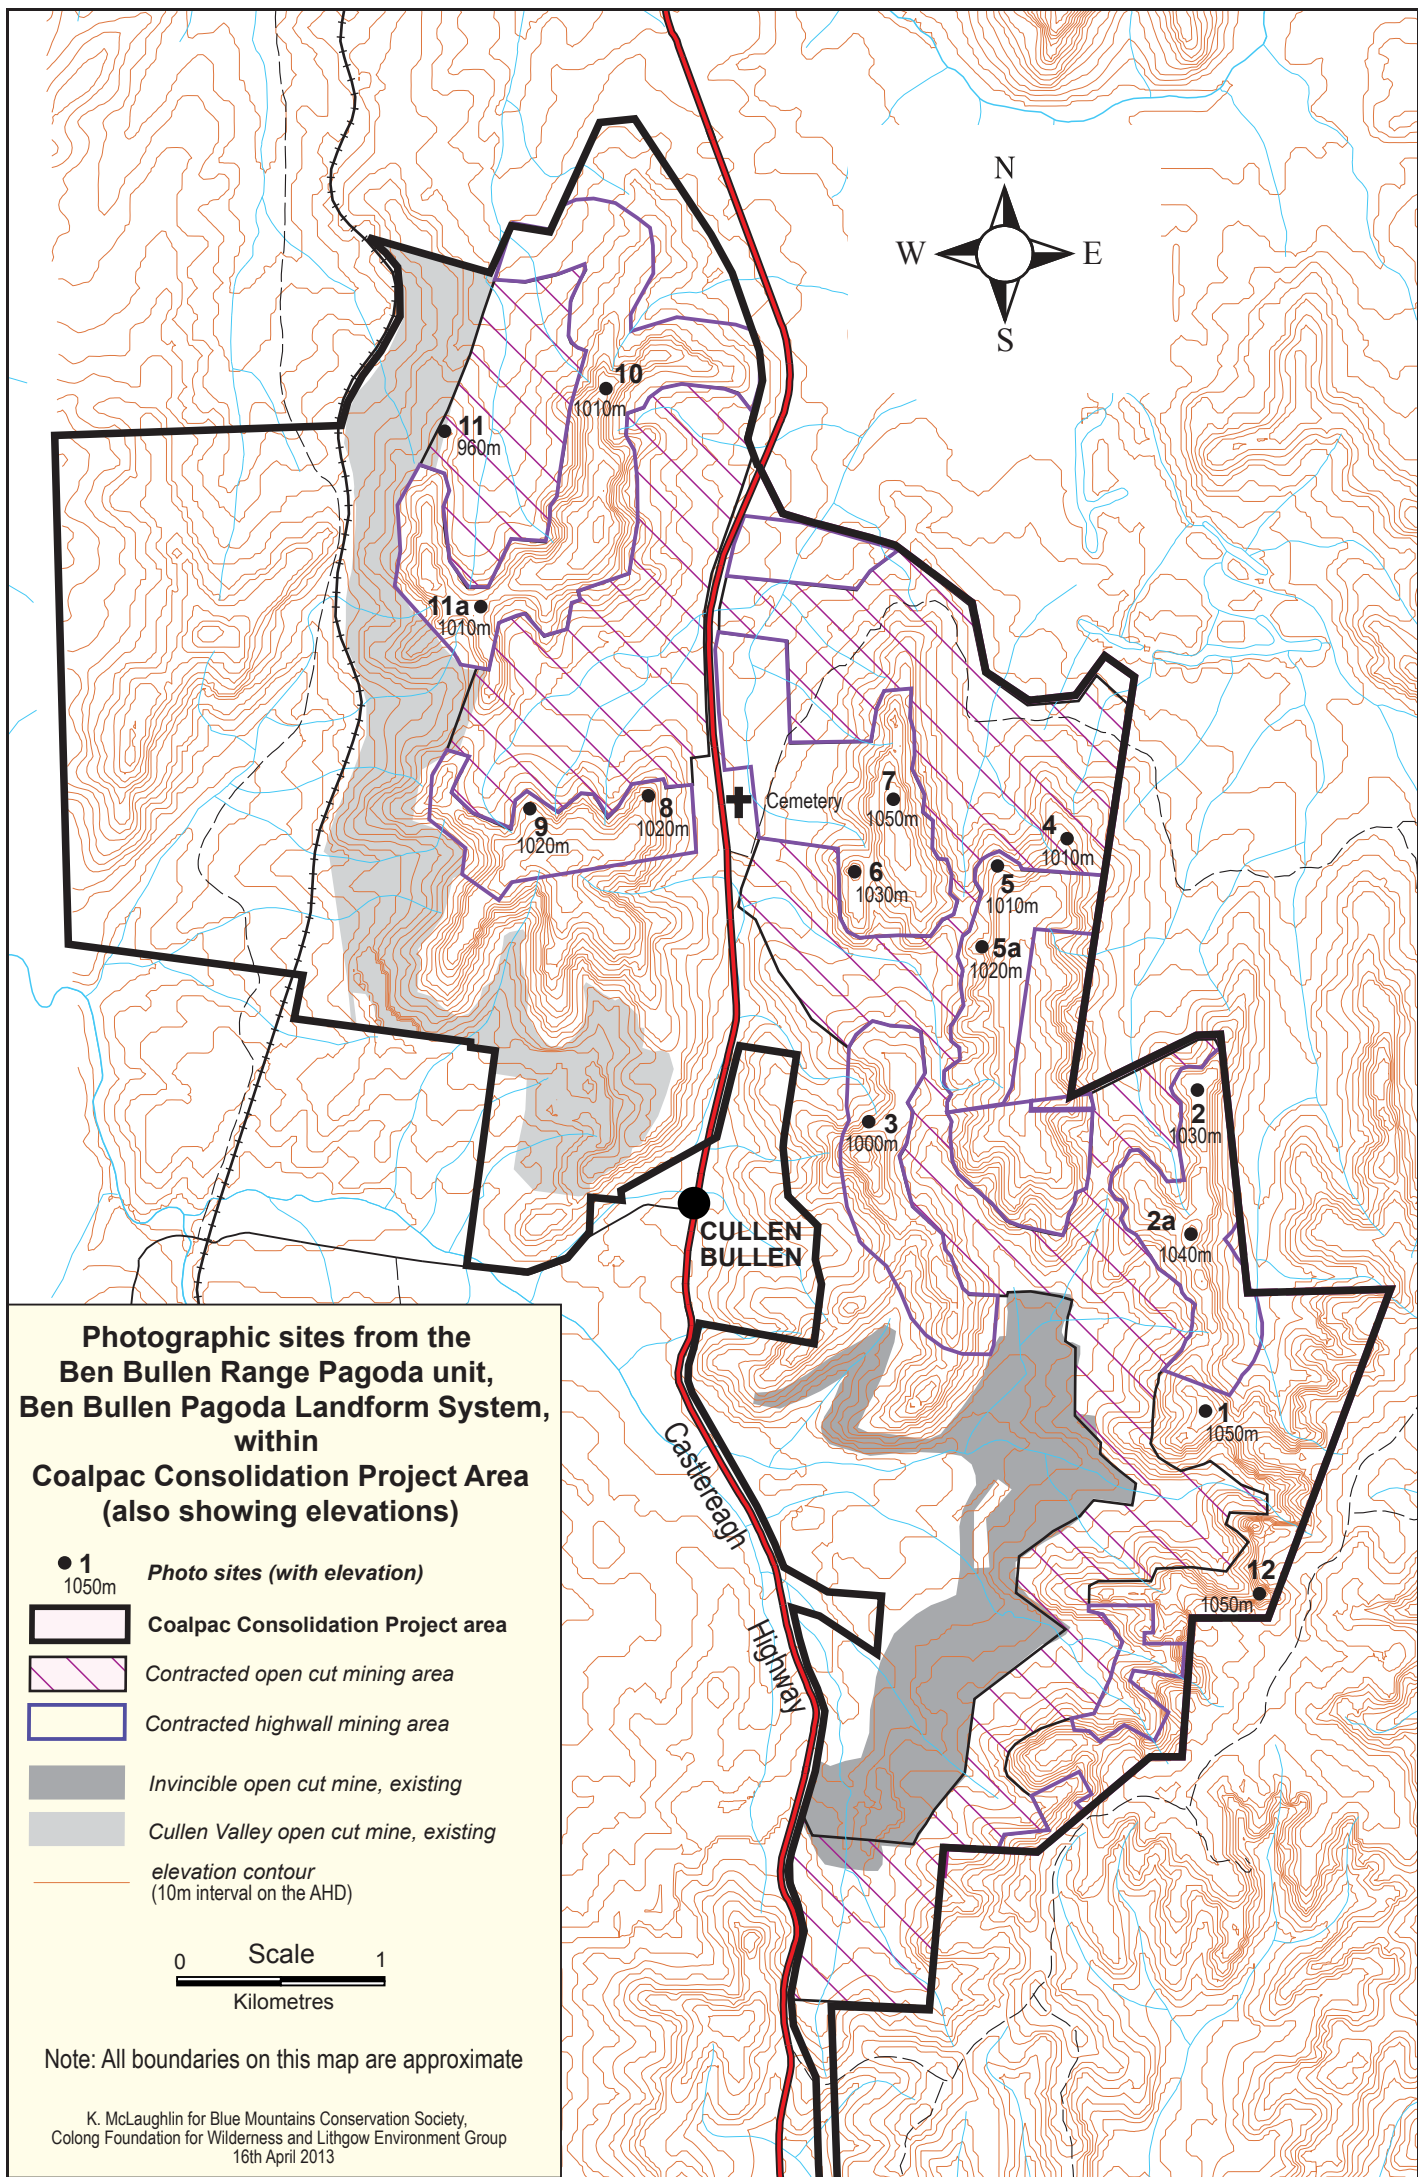 N
W
E
S
10
1010m
11
960m
11a
1010m
7
1050m
Cemetery
8
1020m
9
1020m
4
1010m
6
1030m
5
1010m
5a
1020m
2
1030m
3
1000m
2a
1040m
CULLEN
BULLEN
1
1050m
Castlereagh
Highway
12
1050m
Photographic sites from the
Ben Bullen Range Pagoda unit,
Ben Bullen Pagoda Landform System,
within
Coalpac Consolidation Project Area
(also showing elevations)
1
1050m
Photo sites (with elevation)
Coalpac Consolidation Project area
Contracted open cut mining area
Contracted highwall mining area
Invincible open cut mine, existing
Cullen Valley open cut mine, existing
elevation contour
(10m interval on the AHD)
0 Scale 1
Kilometres
Note: All boundaries on this map are approximate
K. McLaughlin for Blue Mountains Conservation Society,
Colong Foundation for Wilderness and Lithgow Environment Group
16th April 2013